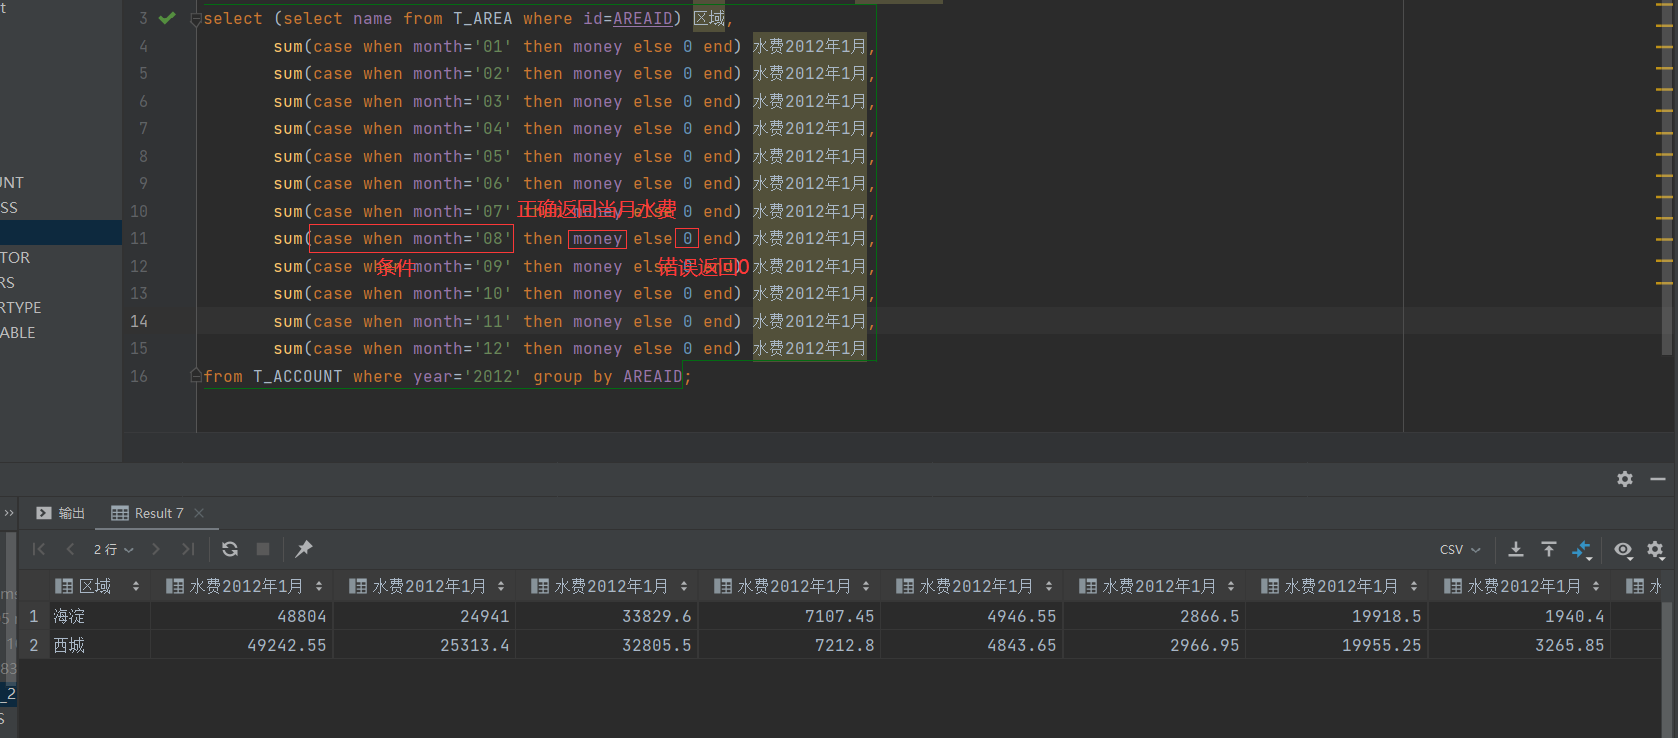 t
3 select (select name from T_AREA where id=AREAID) 区域,
4 sum(case when month='01' then money else 0 end) 水费2012年1月,
5 sum(case when month='02' then money else 0 end) 水费2012年1月,
6 sum(case when month='03' then money else 0 end) 水费2012年1月,
7 sum(case when month='04' then money else 0 end) 水费2012年1月,
8 sum(case when month='05' then money else 0 end) 水费2012年1月,
UNT
9 sum(case when month='06' then money else 0 end) 水费2012年1月,
SS
10 sum(case when month='07' then money else 0 end) 水费2012年1月,
正确返回当月水费
11 sum(case when month='08' then money else 0 end) 水费2012年1月,
TOR
12 sum(case when month='09' then money else 0 end) 水费2012年1月,
条件 错误返回0
RS
13 sum(case when month='10' then money else 0 end) 水费2012年1月,
RTYPE
14 sum(case when month='11' then money else 0 end) 水费2012年1月,
ABLE
15 sum(case when month='12' then money else 0 end) 水费2012年1月
16 from T_ACCOUNT where year='2012' group by AREAID;
» 输出 Result 7
2 行 CSV
区域 水费2012年1月 水费2012年1月 水费2012年1月 水费2012年1月 水费2012年1月 水费2012年1月 水费2012年1月 水费2012年1月 水
1 海淀 48804 24941 33829.6 7107.45 4946.55 2866.5 19918.5 1940.4
2 西城 49242.55 25313.4 32805.5 7212.8 4843.65 2966.95 19955.25 3265.85
ms
83
_2
S